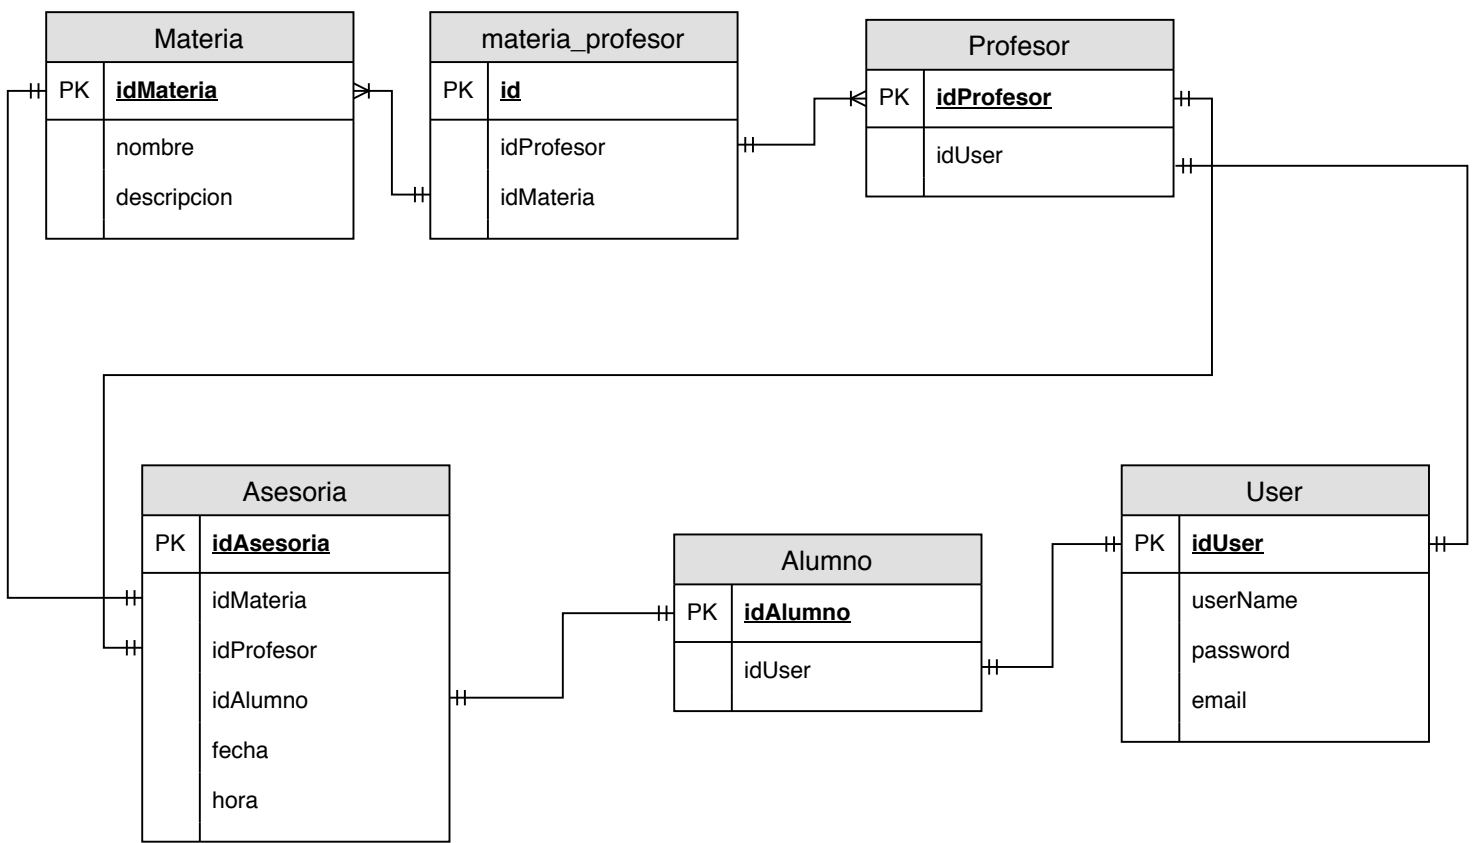 Materia
PK idMateria
nombre
descripcion
materia_profesor
PK id
idProfesor
idMateria
Profesor
PK idProfesor
idUser
Asesoria
PK idAsesoria
idMateria
idProfesor
idAlumno
fecha
hora
Alumno
PK idAlumno
idUser
User
PK idUser
userName
password
email